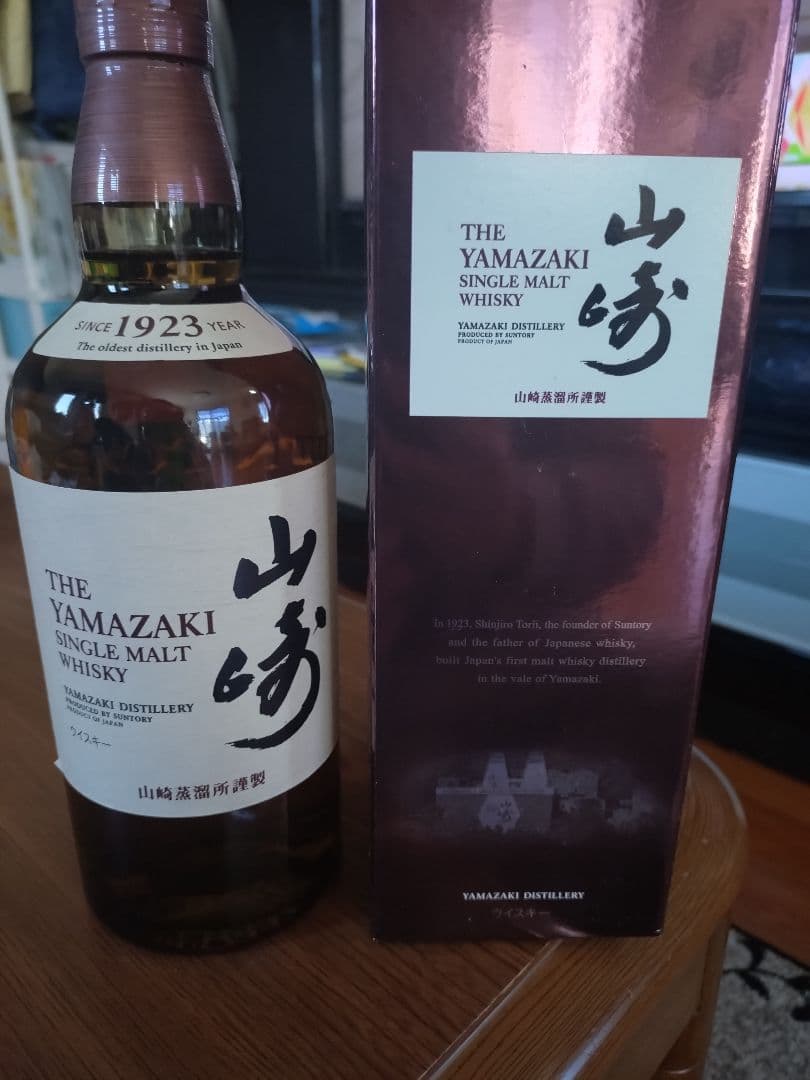 SINCE 1923 YEAR
The oldest distillery in Japan
THE
YAMAZAKI
SINGLE MALT
WHISKY
山崎
YAMAZAKI DISTILLERY
PRODUCED BY SUNTORY
PRODUCT OF JAPAN
ウイスキー
山崎蒸溜所謹製
THE
YAMAZAKI
SINGLE MALT
WHISKY
山崎
YAMAZAKI DISTILLERY
PRODUCED BY SUNTORY
PRODUCT OF JAPAN
山崎蒸溜所謹製
In 1923, Shinjiro Torii, the founder of Suntory
and the father of Japanese whisky,
built Japan's first malt whisky distillery
in the vale of Yamazaki.
山崎
YAMAZAKI DISTILLERY
ウイスキー